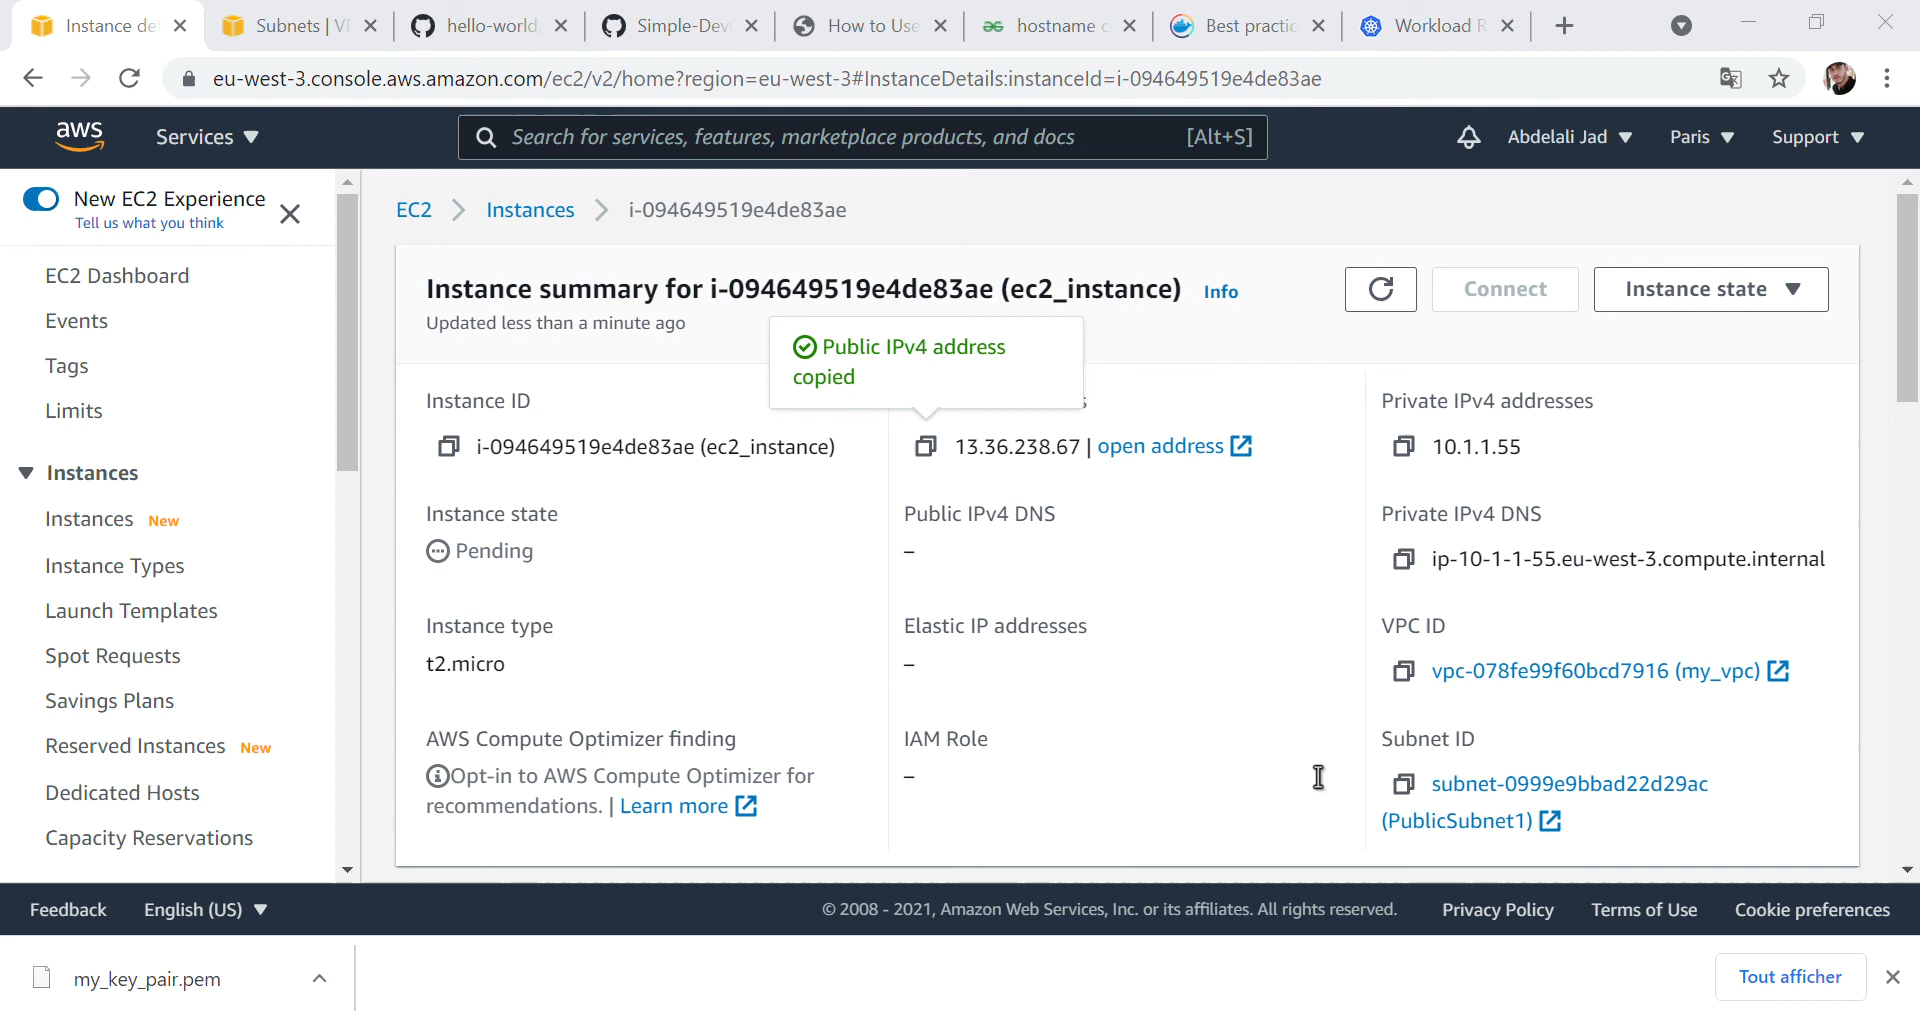 Instance de
Subnets | V
hello-world
Simple-Dev
How to Use
hostname c
Best practic
Workload R
eu-west-3.console.aws.amazon.com/ec2/v2/home?region=eu-west-3#InstanceDetails:instanceId=i-094649519e4de83ae
aws
Services
Search for services, features, marketplace products, and docs
[Alt+S]
Abdelali Jad
Paris
Support
New EC2 Experience
Tell us what you think
EC2 Dashboard
Events
Tags
Limits
Instances
Instances New
Instance Types
Launch Templates
Spot Requests
Savings Plans
Reserved Instances New
Dedicated Hosts
Capacity Reservations
EC2
Instances
i-094649519e4de83ae
Instance summary for i-094649519e4de83ae (ec2_instance) Info
Updated less than a minute ago
Connect
Instance state
Public IPv4 address
copied
Instance ID
i-094649519e4de83ae (ec2_instance)
13.36.238.67 | open address
Private IPv4 addresses
10.1.1.55
Instance state
Pending
Public IPv4 DNS
–
Private IPv4 DNS
ip-10-1-1-55.eu-west-3.compute.internal
Instance type
t2.micro
Elastic IP addresses
–
VPC ID
vpc-078fe99f60bcd7916 (my_vpc)
AWS Compute Optimizer finding
Opt-in to AWS Compute Optimizer for
recommendations. | Learn more
IAM Role
–
Subnet ID
subnet-0999e9bbad22d29ac
(PublicSubnet1)
Feedback
English (US)
© 2008 - 2021, Amazon Web Services, Inc. or its affiliates. All rights reserved.
Privacy Policy
Terms of Use
Cookie preferences
my_key_pair.pem
Tout afficher